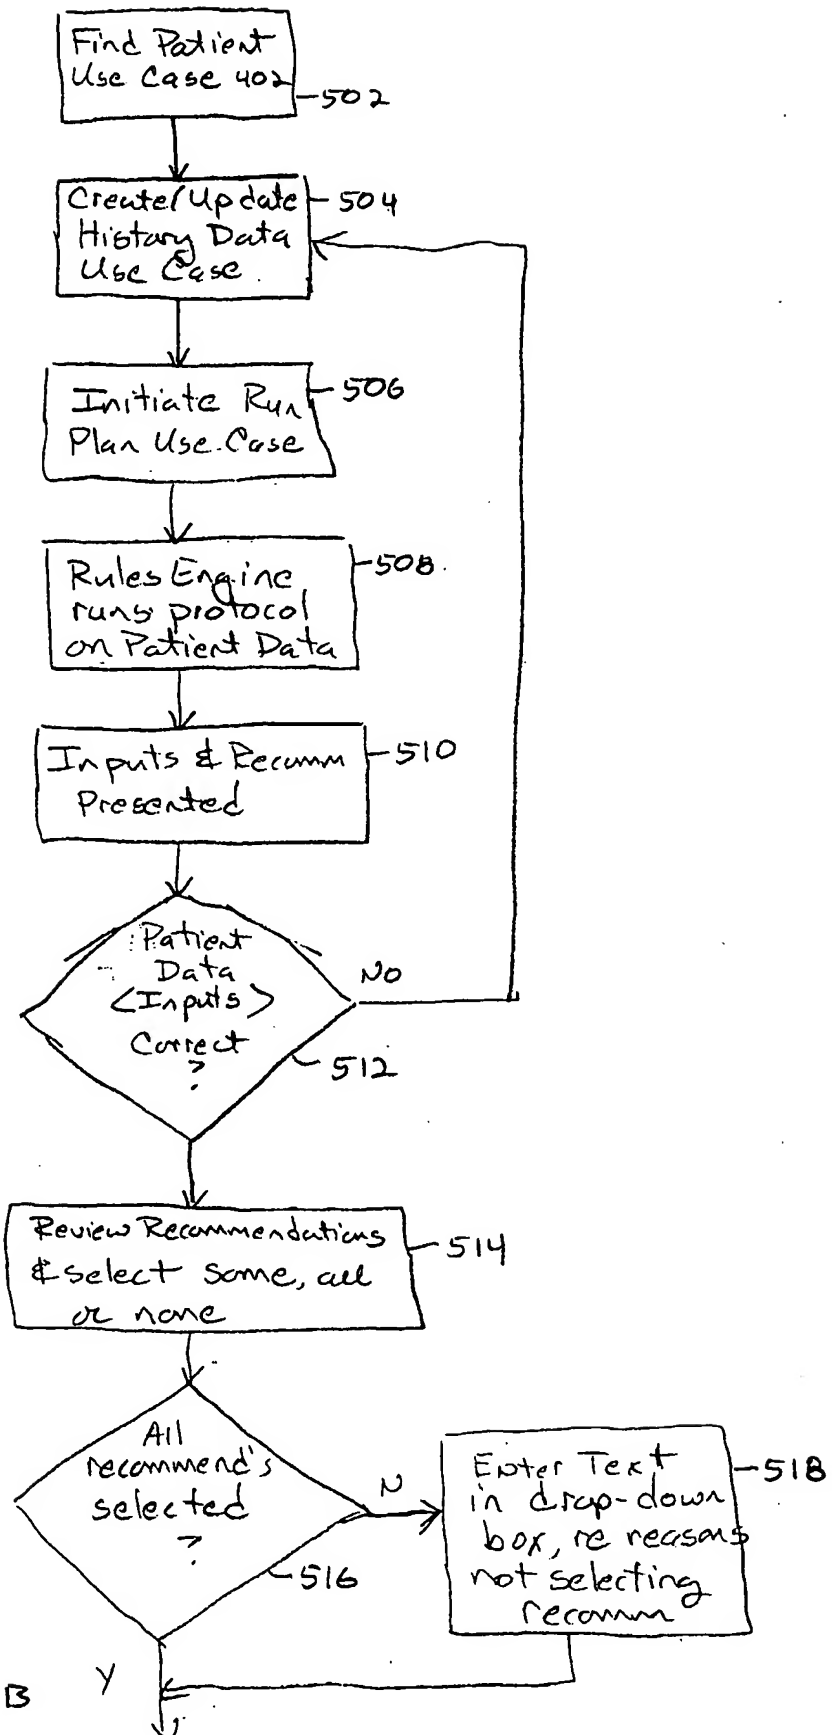 Find Patient
Use Case 402
502
Create/Update
History Data
Use Case
504
Initiate Run
Plan Use Case
506
Rules Engine
runs protocol
on Patient Data
508
Inputs & Recomm
Presented
510
Patient
Data
<Inputs>
Correct
?
No
512
Review Recommendations
& select some, all
or none
514
All
recommend's
selected
?
N
516
Enter Text
in drop-down
box, re reasons
not selecting
recomm
518
Y
B